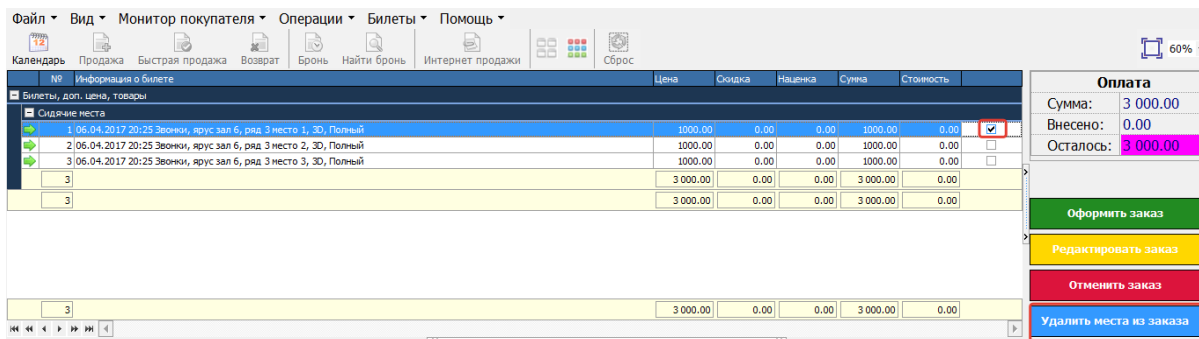 Файл Вид Монитор покупателя Операции Билеты Помощь
12
Календарь Продажа Быстрая продажа Возврат Бронь Найти бронь Интернет продажи Сброс 60%
№ Информация о билете Цена Скидка Наценка Сумма Стоимость
Билеты, доп. цена, товары
Сидячие места
1 06.04.2017 20:25 Звонки, ярус зал 6, ряд 3 место 1, 3D, Полный 1000.00 0.00 0.00 1000.00 0.00
2 06.04.2017 20:25 Звонки, ярус зал 6, ряд 3 место 2, 3D, Полный 1000.00 0.00 0.00 1000.00 0.00
3 06.04.2017 20:25 Звонки, ярус зал 6, ряд 3 место 3, 3D, Полный 1000.00 0.00 0.00 1000.00 0.00
3 3 000.00 0.00 0.00 3 000.00 0.00
3 3 000.00 0.00 0.00 3 000.00 0.00
3 3 000.00 0.00 0.00 3 000.00 0.00
Оплата
Сумма: 3 000.00
Внесено: 0.00
Осталось: 3 000.00
Оформить заказ
Редактировать заказ
Отменить заказ
Удалить места из заказа